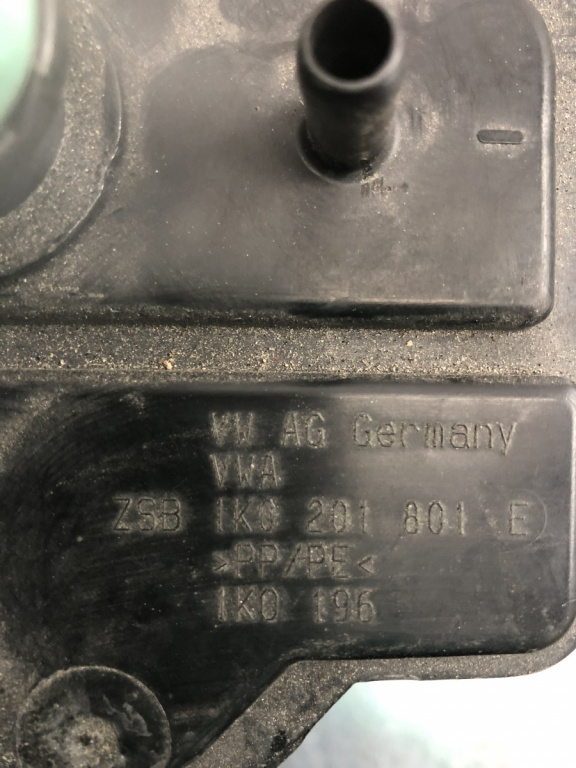 VW AG Germany
VWA
ZSB 1K0 201 801 E
>PP/PE<
1K0 196